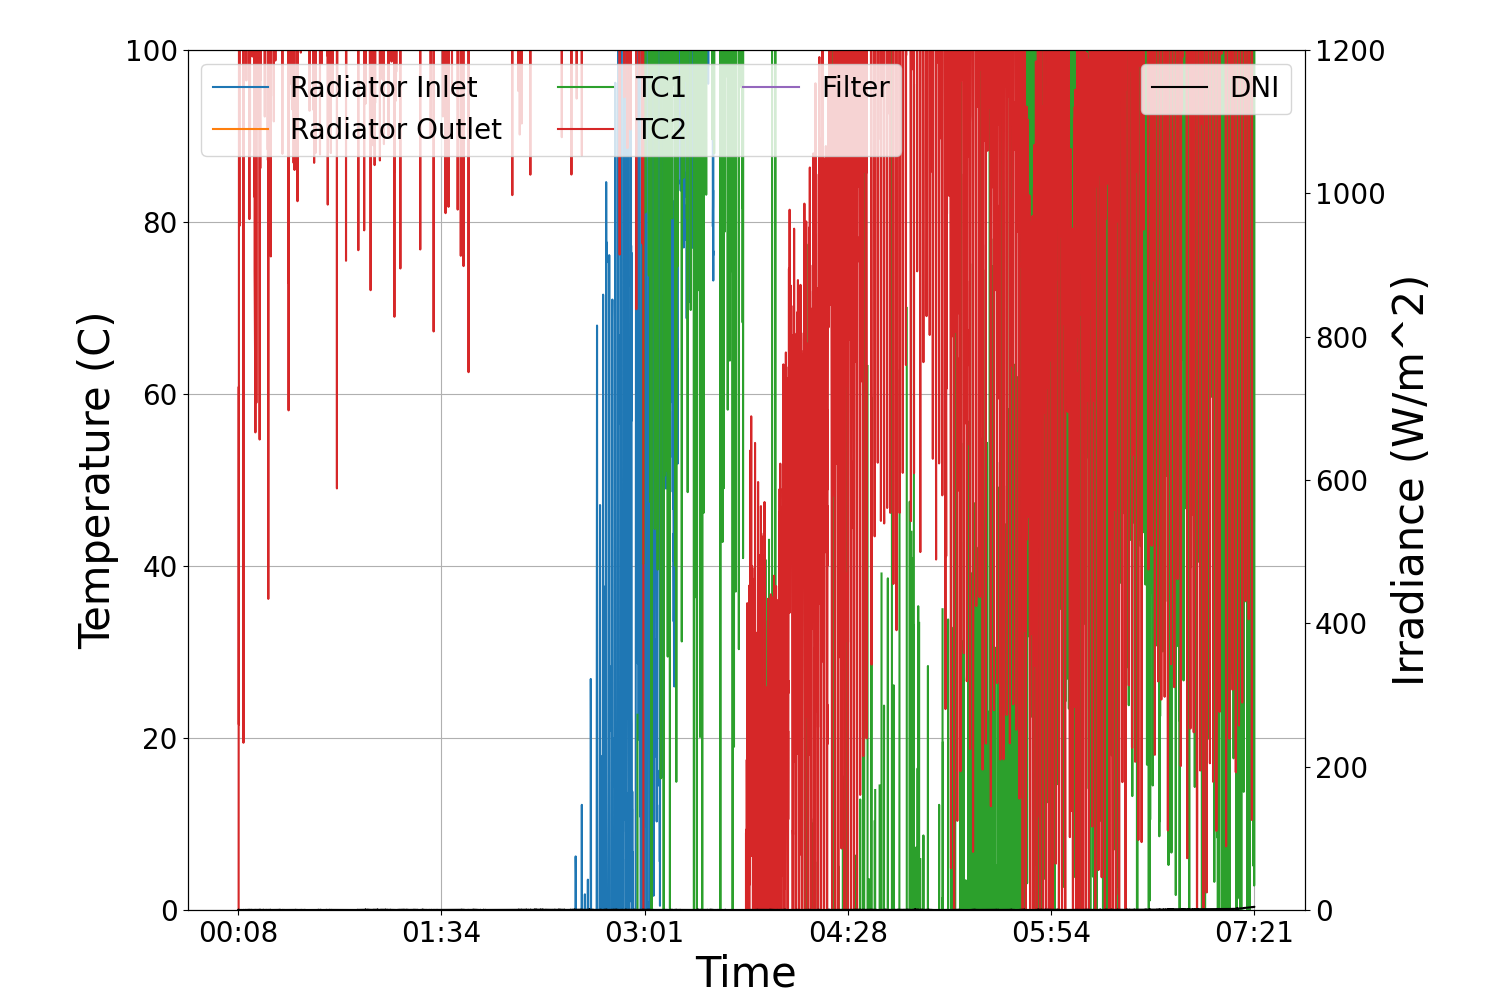 100
80
60
40
20
0
Temperature (C)
Radiator Inlet
Radiator Outlet
TC1
TC2
Filter
DNI
1200
1000
800
600
400
200
0
Irradiance (W/m^2)
00:08
01:34
03:01
04:28
05:54
07:21
Time